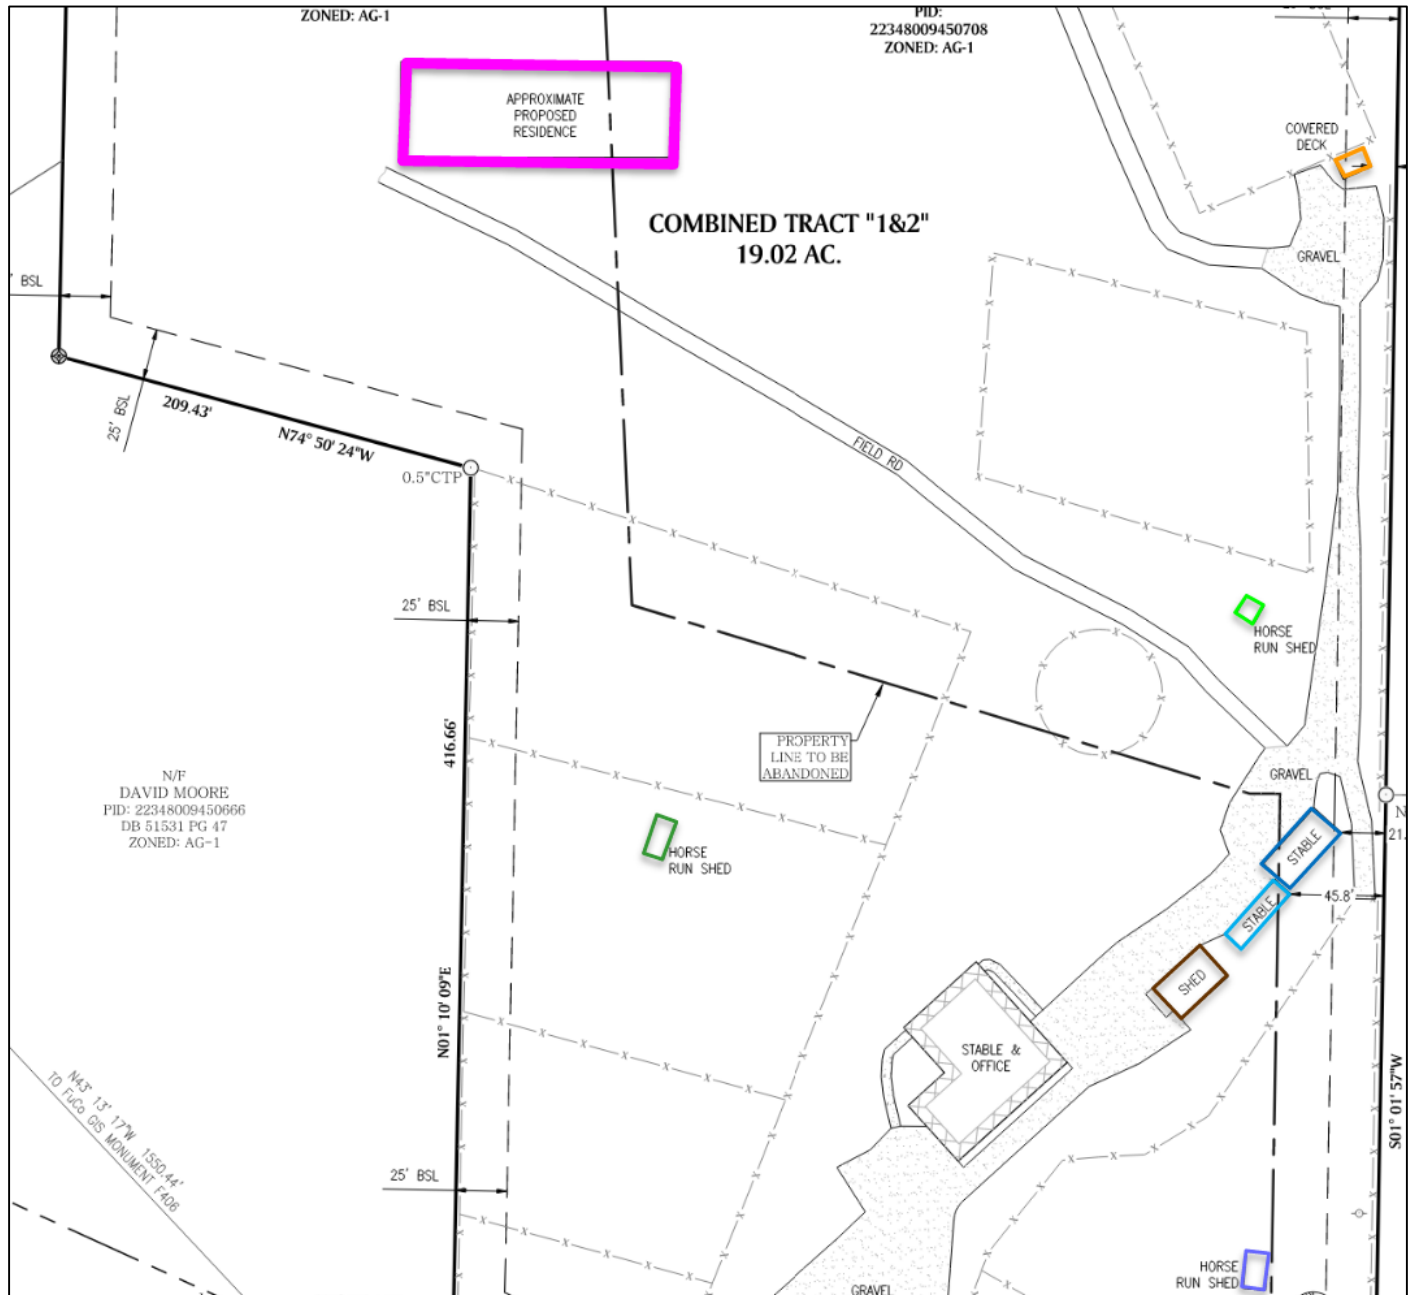 ZONED: AG-1
PID:
22348009450708
ZONED: AG-1
APPROXIMATE
PROPOSED
RESIDENCE
COVERED
DECK
COMBINED TRACT "1&2"
19.02 AC.
GRAVEL
' BSL
25' BSL
209.43'
N74° 50' 24"W
0.5"CTP
FIELD RD
25' BSL
HORSE
RUN SHED
416.66'
PROPERTY
LINE TO BE
ABANDONED
GRAVEL
N
21.
N/F
DAVID MOORE
PID: 22348009450666
DB 51531 PG 47
ZONED: AG-1
HORSE
RUN SHED
STABLE
45.8'
STABLE
SHED
N01° 10' 09"E
STABLE &
OFFICE
S01° 01' 57"W
N43° 13' 17"W 1550.44'
TO FuCo GIS MONUMENT F406
25' BSL
HORSE
RUN SHED
GRAVEL